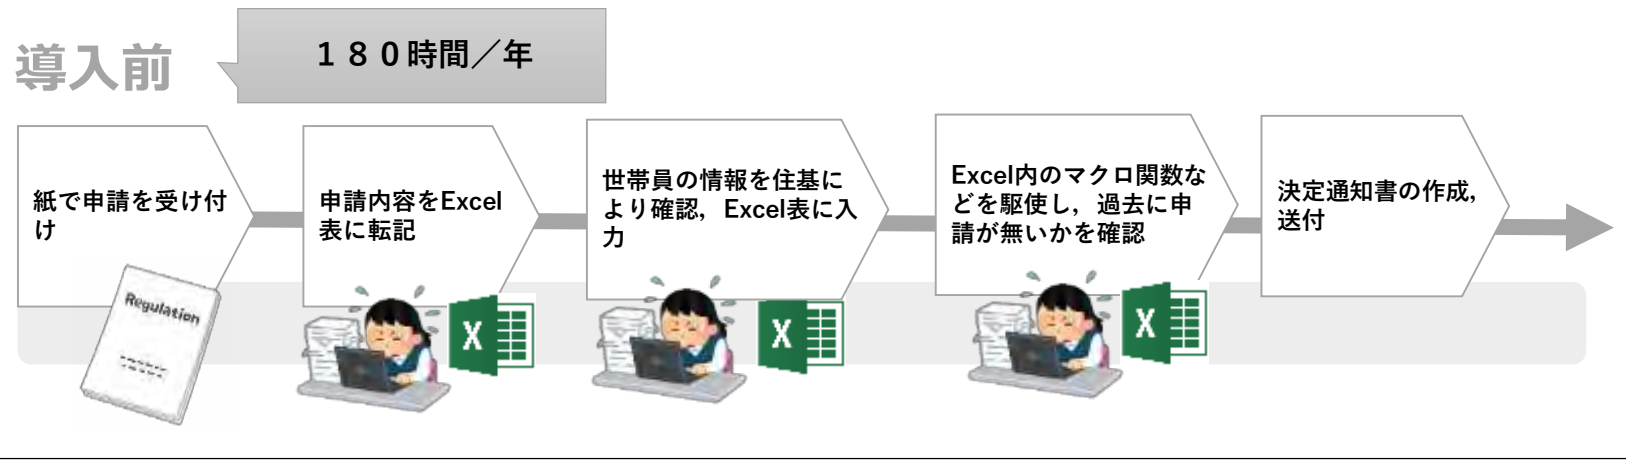 導入前
１８０時間／年
紙で申請を受け付
け
申請内容をExcel
表に転記
世帯員の情報を住基に
より確認，Excel表に入
力
Excel内のマクロ関数な
どを駆使し，過去に申
請が無いかを確認
決定通知書の作成,
送付
Regulation
X
X
X